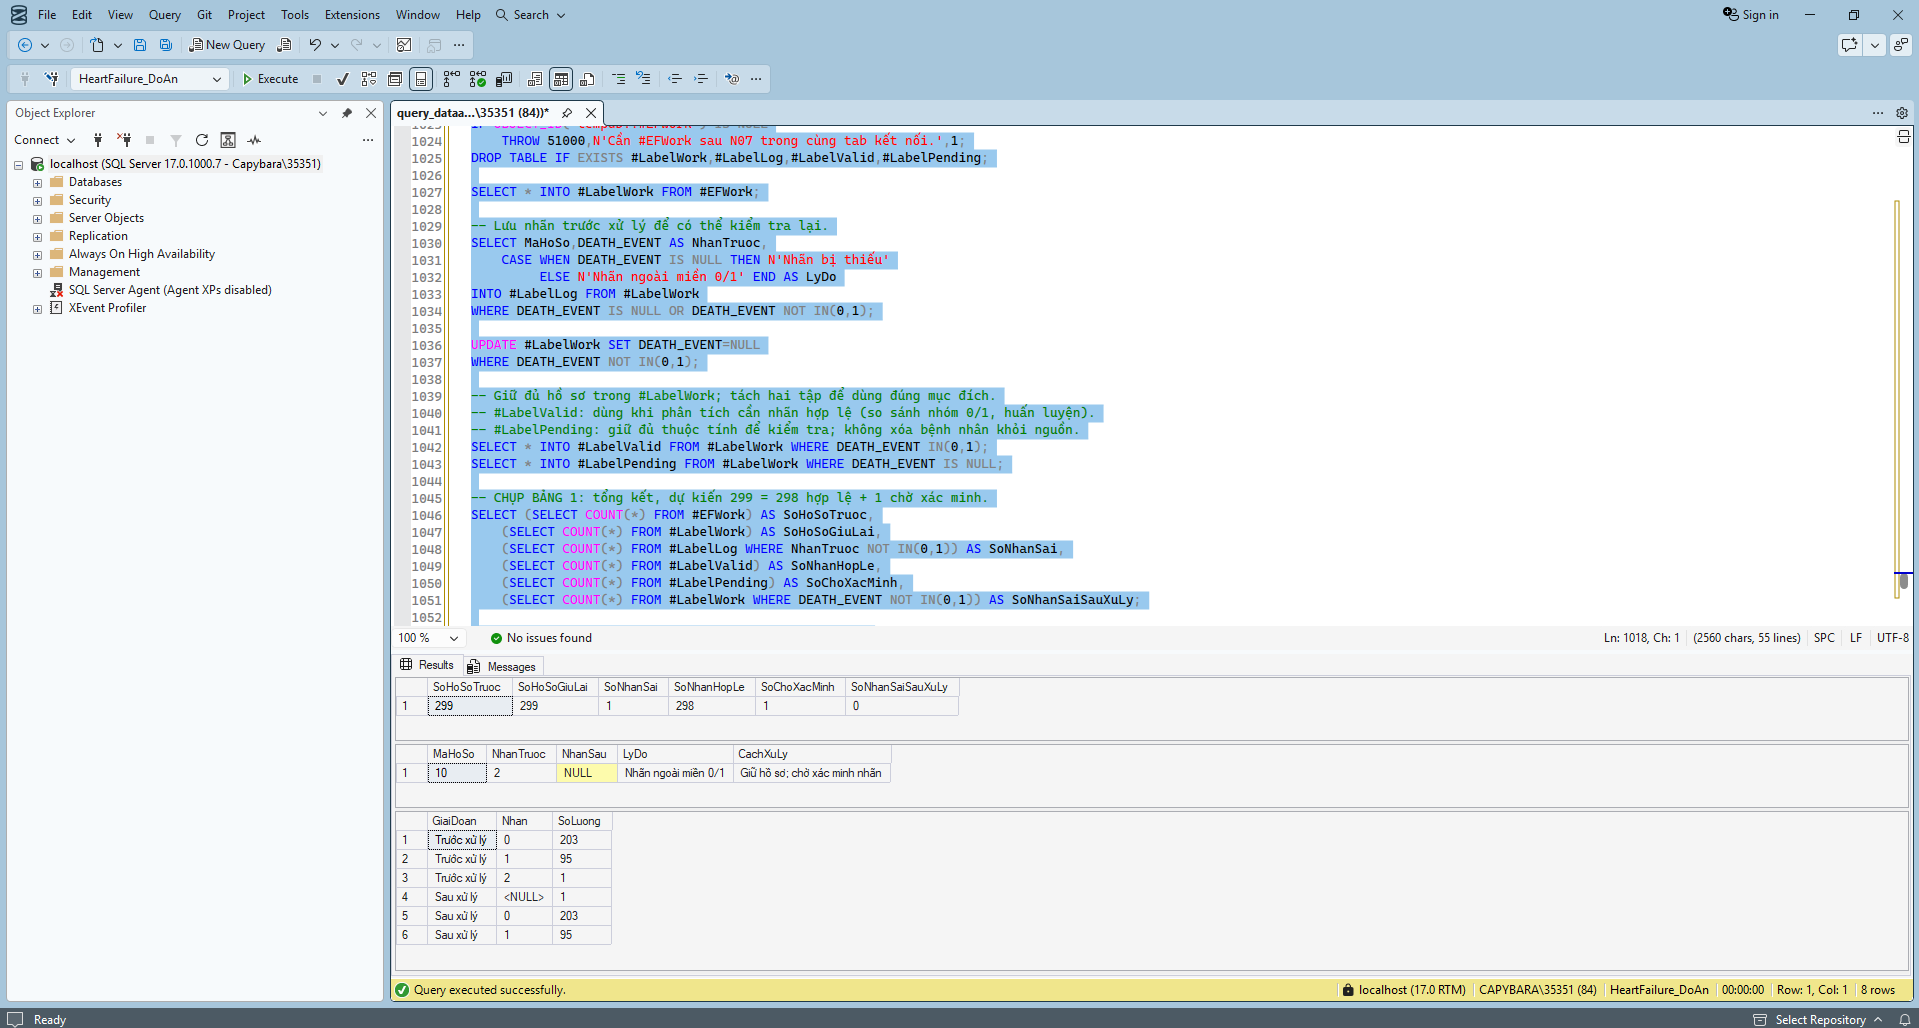 File Edit View Query Git Project Tools Extensions Window Help Search Sign in
New Query
HeartFailure_DoAn Execute
Object Explorer
Connect
localhost (SQL Server 17.0.1000.7 - Capybara\35351)
Databases
Security
Server Objects
Replication
Always On High Availability
Management
SQL Server Agent (Agent XPs disabled)
XEvent Profiler
query_dataa...\35351 (84))*
1024 THROW 51000,N'Cần #EFWork sau N07 trong cùng tab kết nối.',1;
1025 DROP TABLE IF EXISTS #LabelWork,#LabelLog,#LabelValid,#LabelPending;
1026
1027 SELECT * INTO #LabelWork FROM #EFWork;
1028
1029 -- Lưu nhãn trước xử lý để có thể kiểm tra lại.
1030 SELECT MaHoSo,DEATH_EVENT AS NhanTruoc,
1031 CASE WHEN DEATH_EVENT IS NULL THEN N'Nhãn bị thiếu'
1032 ELSE N'Nhãn ngoài miền 0/1' END AS LyDo
1033 INTO #LabelLog FROM #LabelWork
1034 WHERE DEATH_EVENT IS NULL OR DEATH_EVENT NOT IN(0,1);
1035
1036 UPDATE #LabelWork SET DEATH_EVENT=NULL
1037 WHERE DEATH_EVENT NOT IN(0,1);
1038
1039 -- Giữ đủ hồ sơ trong #LabelWork; tách hai tập để dùng đúng mục đích.
1040 -- #LabelValid: dùng khi phân tích cần nhãn hợp lệ (so sánh nhóm 0/1, huấn luyện).
1041 -- #LabelPending: giữ đủ thuộc tính để kiểm tra; không xóa bệnh nhân khỏi nguồn.
1042 SELECT * INTO #LabelValid FROM #LabelWork WHERE DEATH_EVENT IN(0,1);
1043 SELECT * INTO #LabelPending FROM #LabelWork WHERE DEATH_EVENT IS NULL;
1044
1045 -- CHỤP BẢNG 1: tổng kết, dự kiến 299 = 298 hợp lệ + 1 chờ xác minh.
1046 SELECT (SELECT COUNT(*) FROM #EFWork) AS SoHoSoTruoc,
1047 (SELECT COUNT(*) FROM #LabelWork) AS SoHoSoGiuLai,
1048 (SELECT COUNT(*) FROM #LabelLog WHERE NhanTruoc NOT IN(0,1)) AS SoNhanSai,
1049 (SELECT COUNT(*) FROM #LabelValid) AS SoNhanHopLe,
1050 (SELECT COUNT(*) FROM #LabelPending) AS SoChoXacMinh,
1051 (SELECT COUNT(*) FROM #LabelWork WHERE DEATH_EVENT NOT IN(0,1)) AS SoNhanSaiSauXuLy;
1052
100 % No issues found Ln: 1018, Ch: 1 (2560 chars, 55 lines) SPC LF UTF-8
Results Messages
SoHoSoTruoc SoHoSoGiuLai SoNhanSai SoNhanHopLe SoChoXacMinh SoNhanSaiSauXuLy
1 299 299 1 298 1 0
MaHoSo NhanTruoc NhanSau LyDo CachXuLy
1 10 2 NULL Nhãn ngoài miền 0/1 Giữ hồ sơ; chờ xác minh nhãn
GiaiDoan Nhan SoLuong
1 Trước xử lý 0 203
2 Trước xử lý 1 95
3 Trước xử lý 2 1
4 Sau xử lý <NULL> 1
5 Sau xử lý 0 203
6 Sau xử lý 1 95
Query executed successfully. localhost (17.0 RTM) CAPYBARA\35351 (84) HeartFailure_DoAn 00:00:00 Row: 1, Col: 1 8 rows
Ready Select Repository